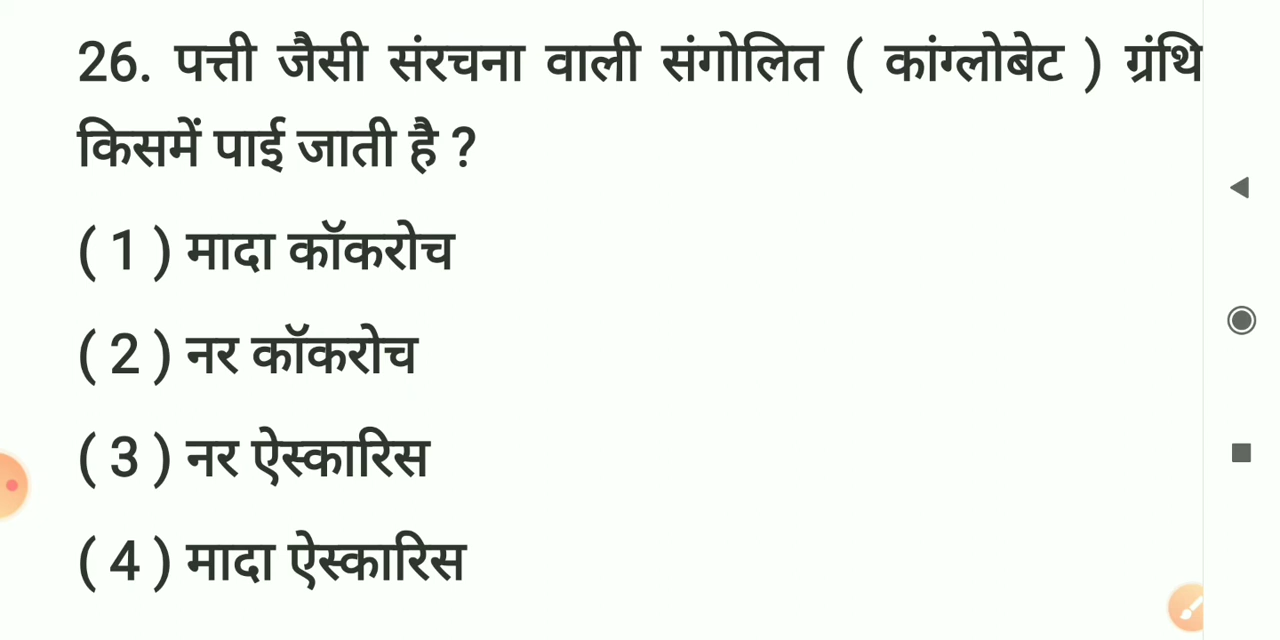 26. पत्ती जैसी संरचना वाली संगोलित ( कांग्लोबेट ) ग्रंथि
किसमें पाई जाती है ?
( 1 ) मादा कॉकरोच
( 2 ) नर कॉकरोच
( 3 ) नर ऐस्कारिस
( 4 ) मादा ऐस्कारिस